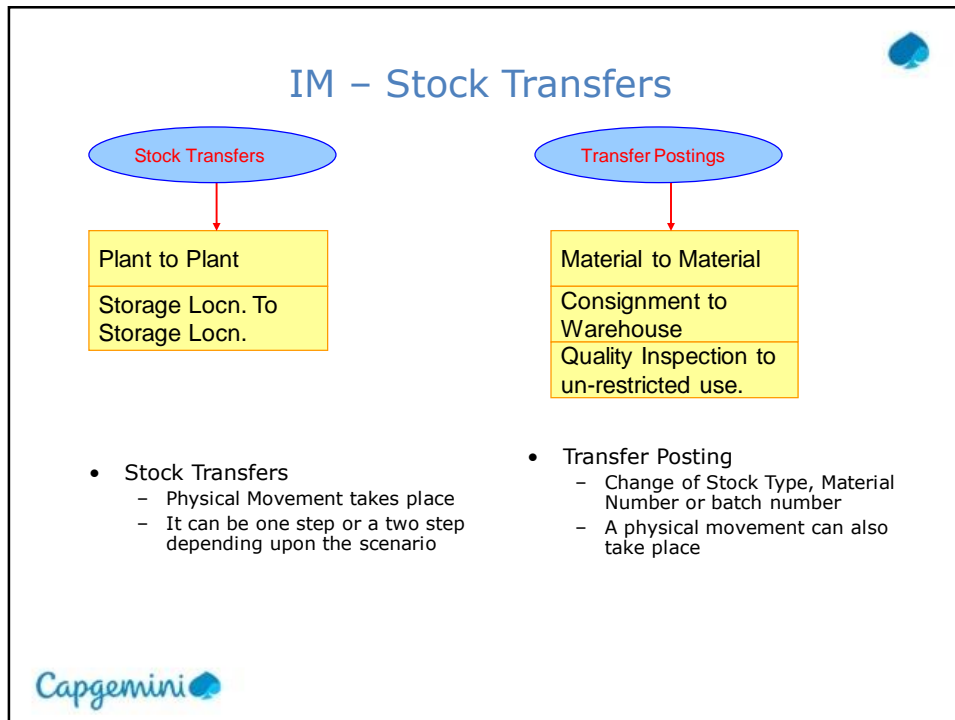 IM – Stock Transfers
Stock Transfers
Plant to Plant
Storage Locn. To
Storage Locn.
Transfer Postings
Material to Material
Consignment to
Warehouse
Quality Inspection to
un-restricted use.
• Stock Transfers
– Physical Movement takes place
– It can be one step or a two step
depending upon the scenario
• Transfer Posting
– Change of Stock Type, Material
Number or batch number
– A physical movement can also
take place
Capgemini